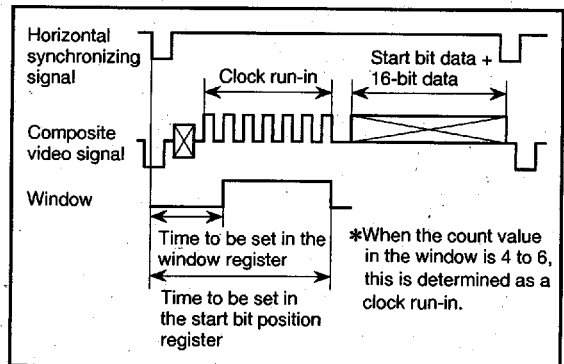 Horizontal
synchronizing
signal
Clock run-in
Start bit data +
16-bit data
Composite
video signal
Window
Time to be set in the
window register
Time to be set in
the start bit position
register
*When the count value
in the window is 4 to 6,
this is determined as a
clock run-in.